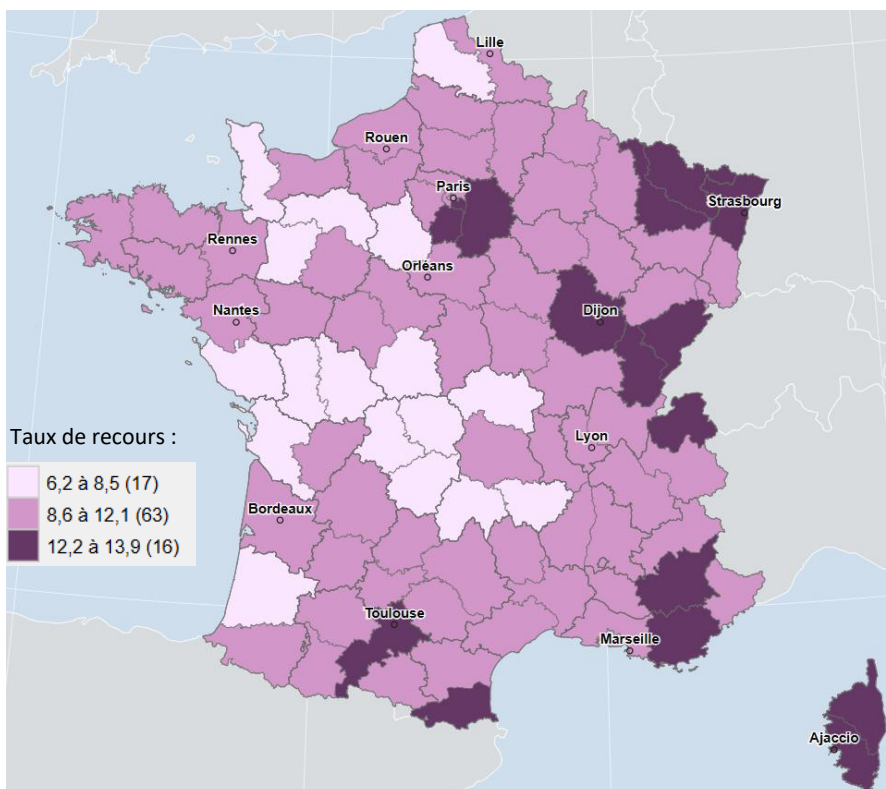 Lille
Rouen
Paris
Strasbourg
Rennes
Orléans
Nantes
Dijon
Taux de recours :
6,2 à 8,5 (17)
8,6 à 12,1 (63)
12,2 à 13,9 (16)
Lyon
Bordeaux
Toulouse
Marseille
Ajaccio